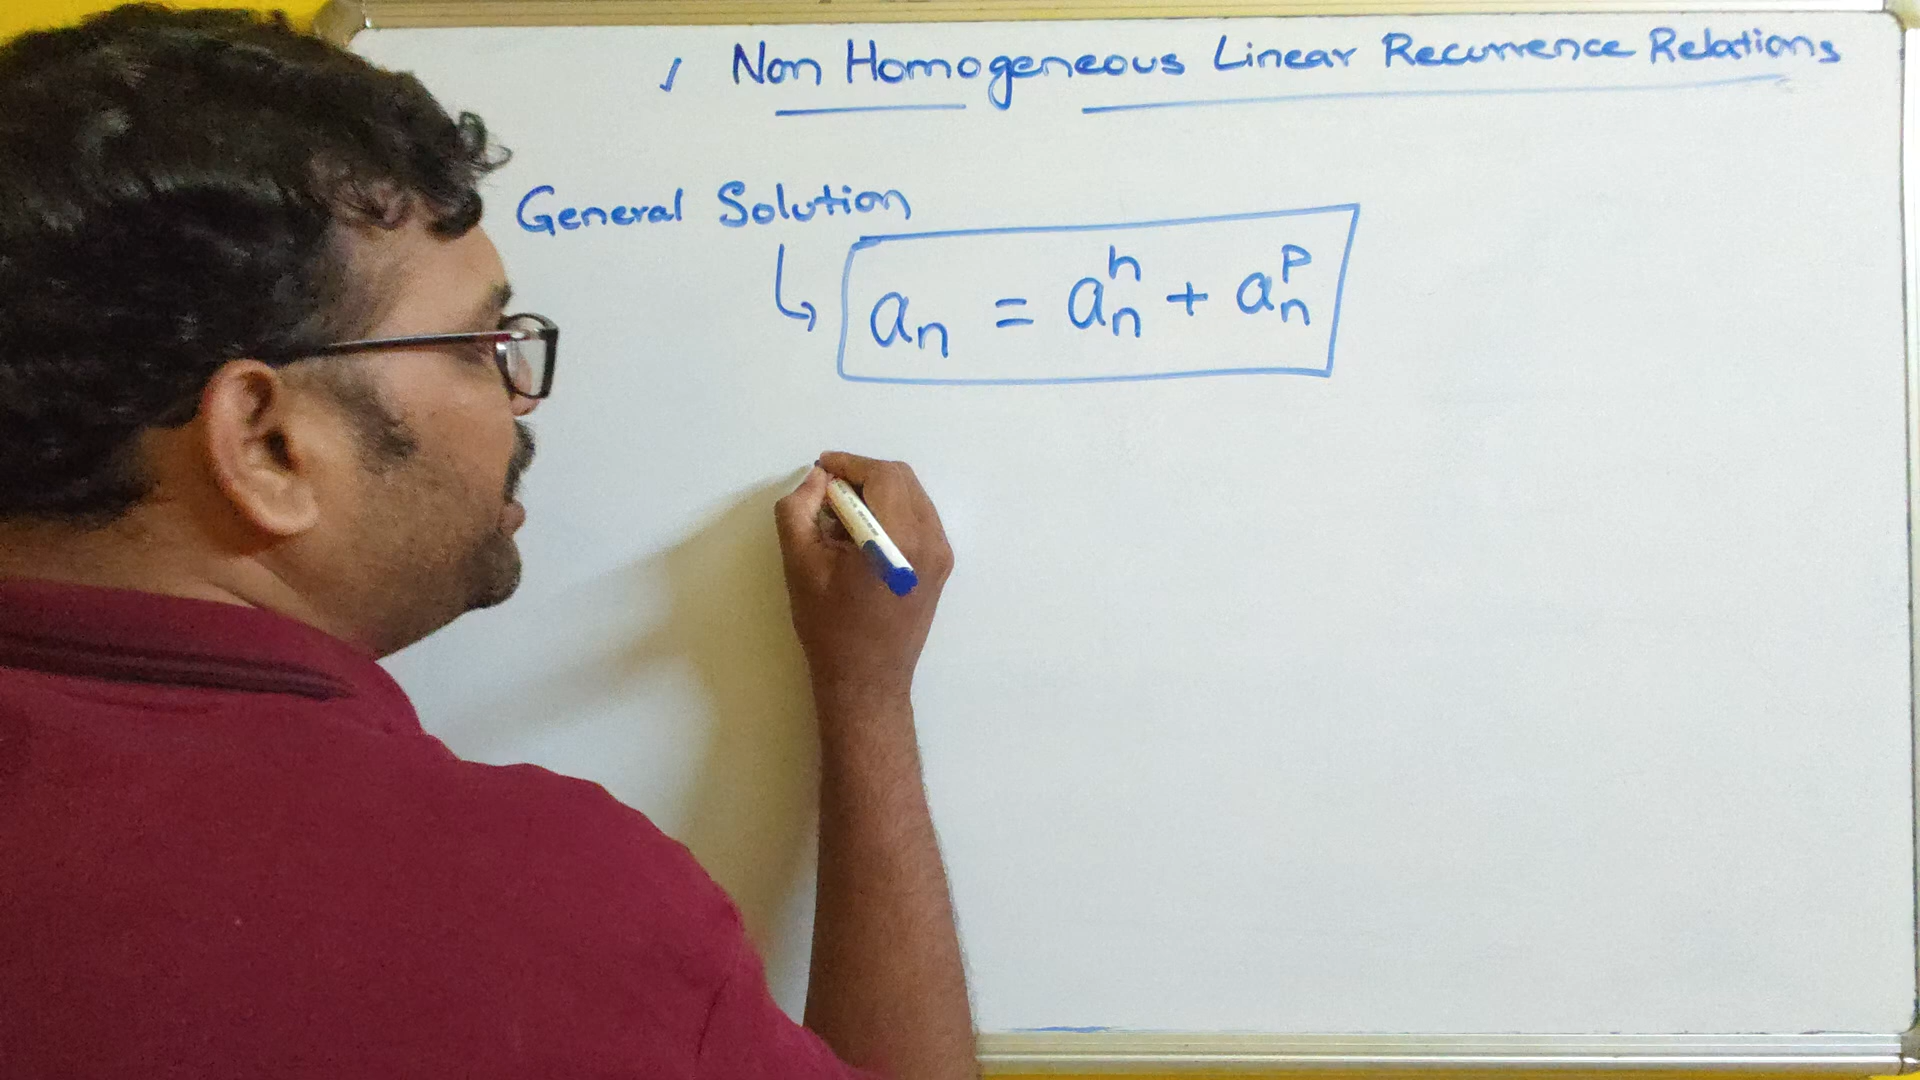 Non Homogeneous Linear Recurrence Relations
General Solution
aₙ = aₙʰ + aₙᴾ